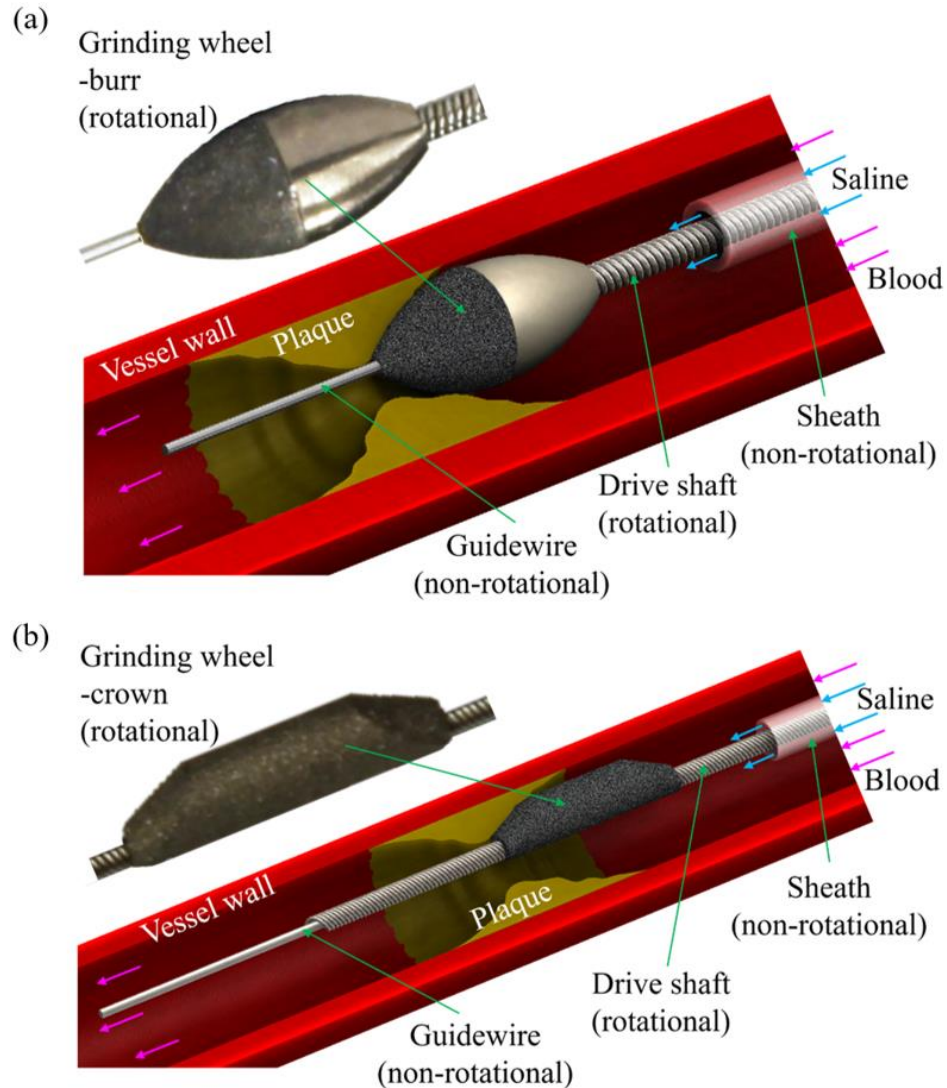 (a)
Grinding wheel
-burr
(rotational)
Saline
Blood
Vessel wall
Plaque
Sheath
(non-rotational)
Drive shaft
(rotational)
Guidewire
(non-rotational)
(b)
Grinding wheel
-crown
(rotational)
Saline
Blood
Vessel wall
Plaque
Sheath
(non-rotational)
Drive shaft
(rotational)
Guidewire
(non-rotational)